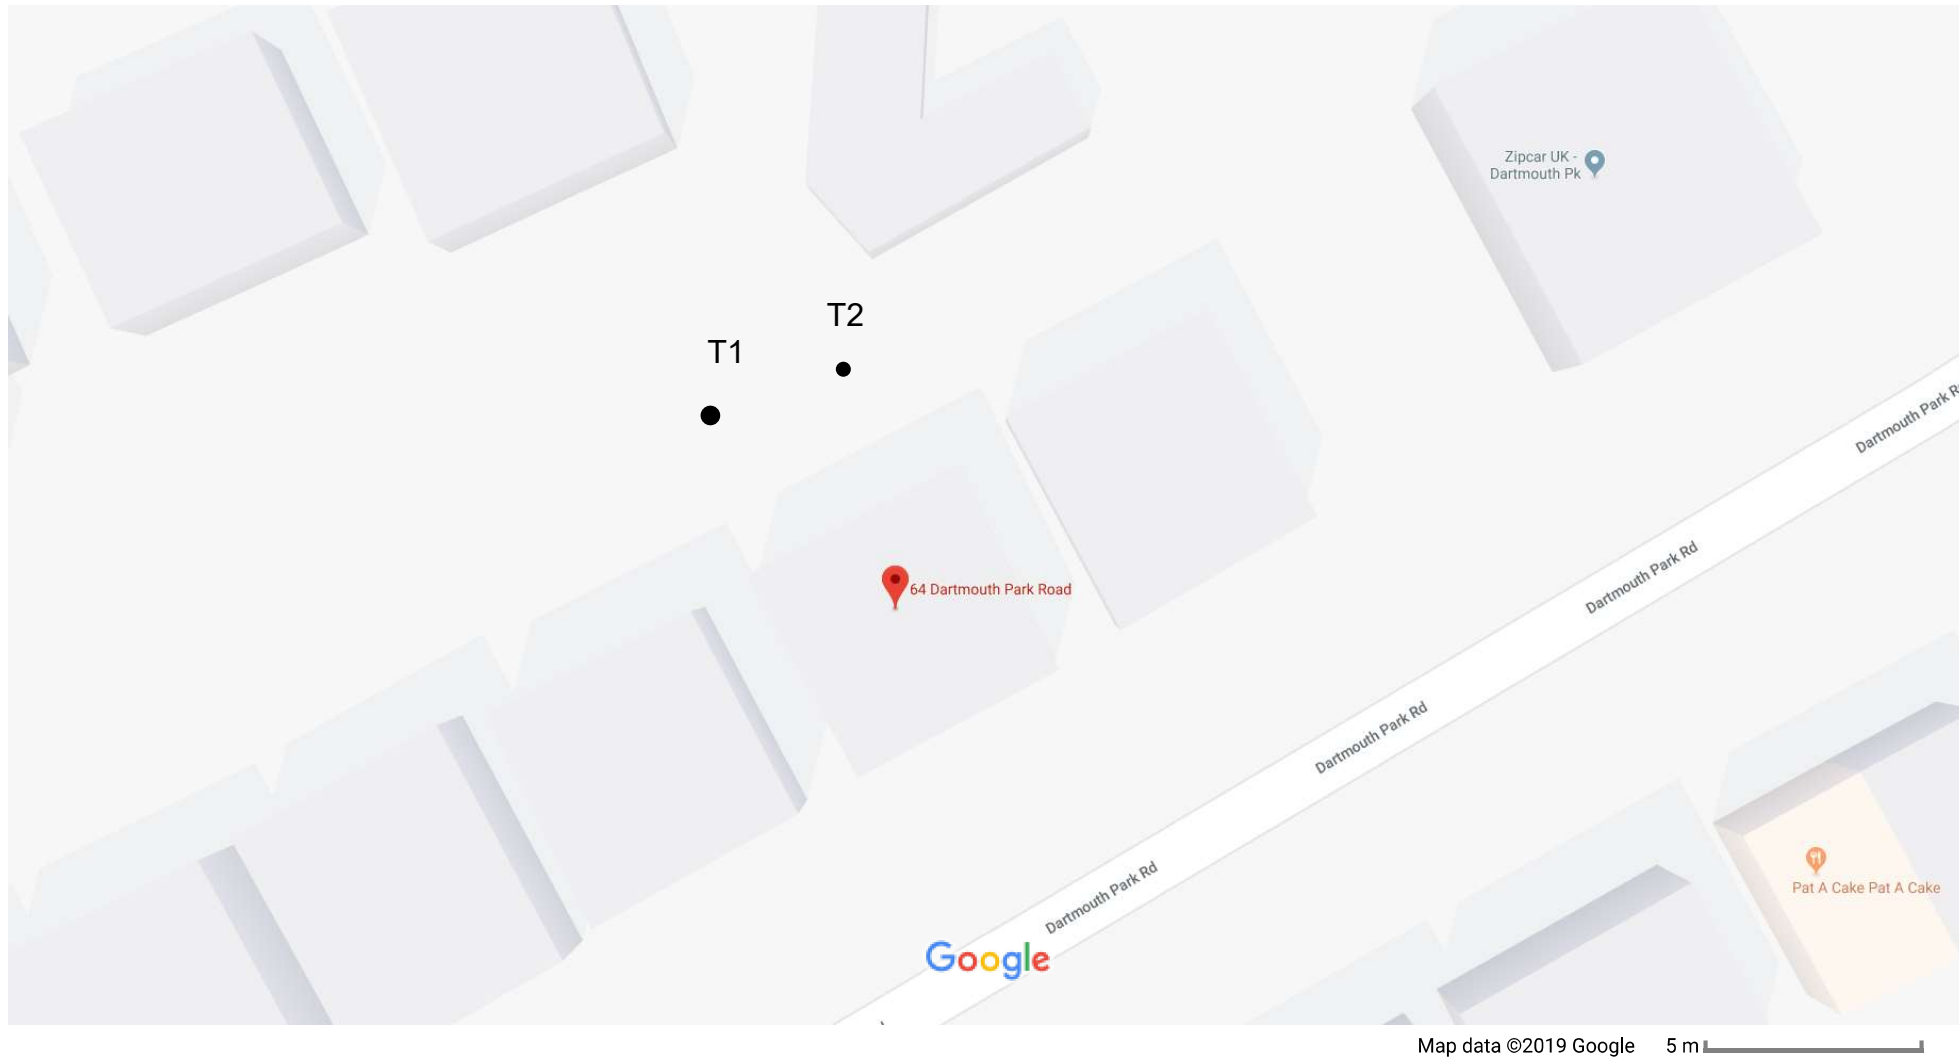 Zipcar UK -
Dartmouth Pk
T2
T1
Dartmouth Park R
64 Dartmouth Park Road
Dartmouth Park Rd
Dartmouth Park Rd
Dartmouth Park Rd
Pat A Cake Pat A Cake
Google
Map data ©2019 Google 5 m